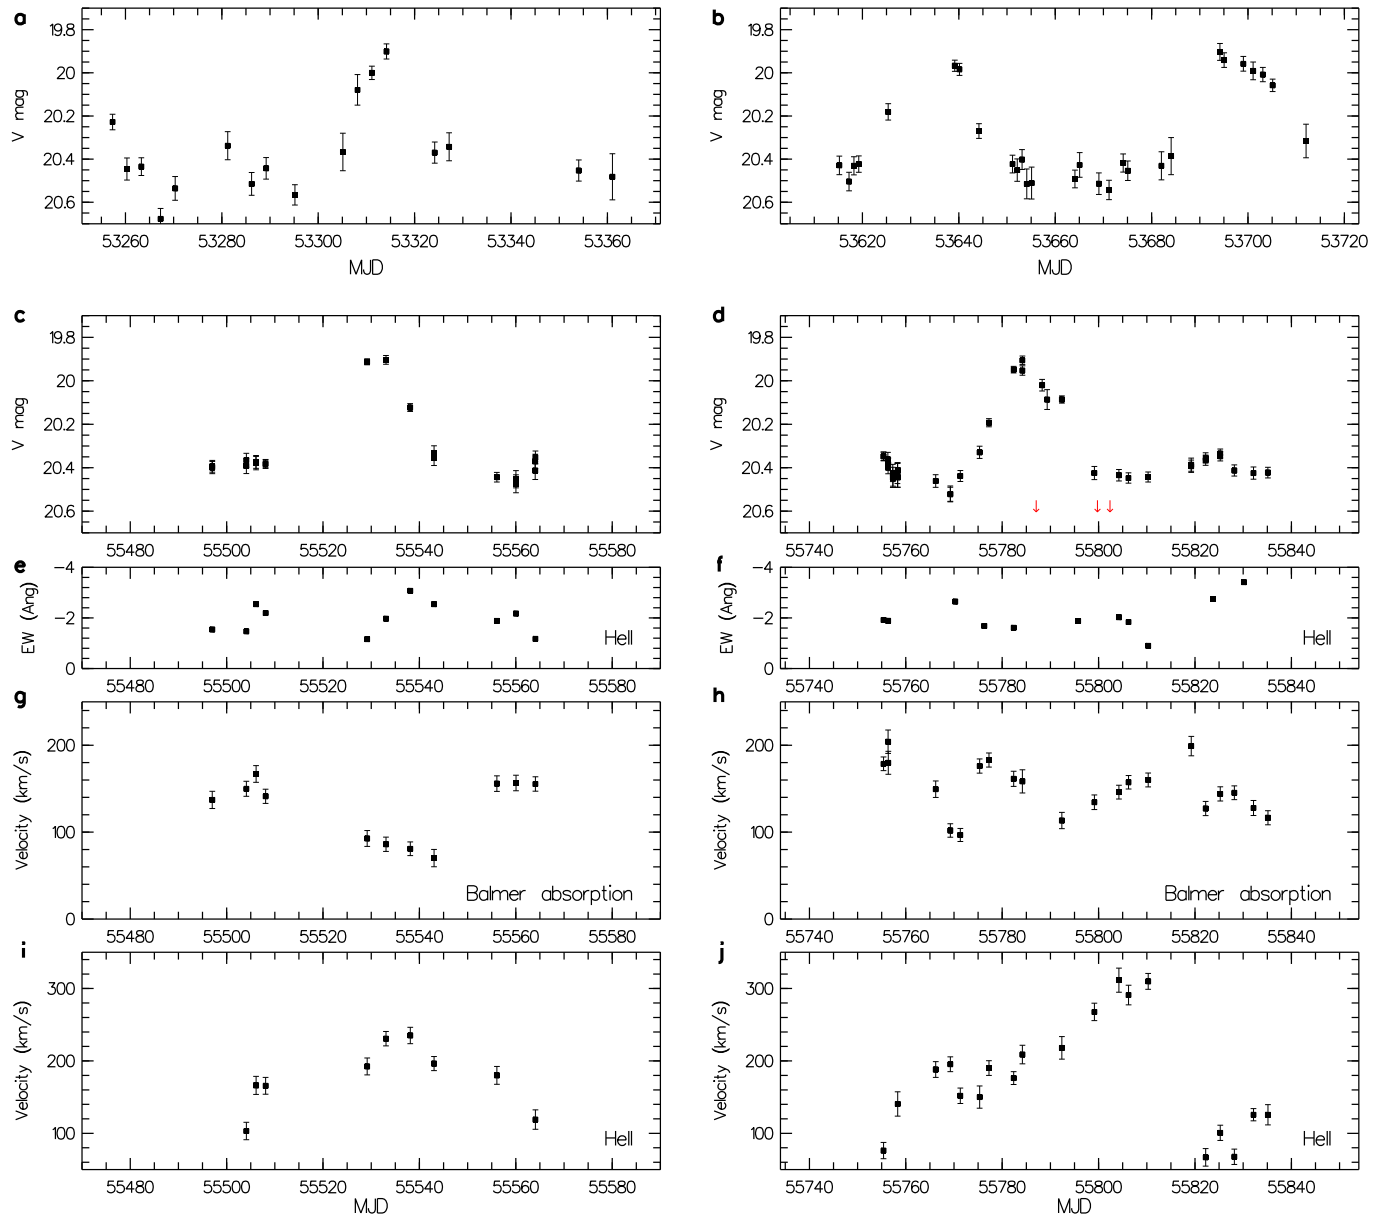 a
19.8
20
20.2
20.4
20.6
V mag
53260 53280 53300 53320 53340 53360
MJD
b
19.8
20
20.2
20.4
20.6
V mag
53620 53640 53660 53680 53700 53720
MJD
c
19.8
20
20.2
20.4
20.6
V mag
55480 55500 55520 55540 55560 55580
d
19.8
20
20.2
20.4
20.6
V mag
55740 55760 55780 55800 55820 55840
e
−4
−2
0
EW (Ang)
HeII
55480 55500 55520 55540 55560 55580
f
−4
−2
0
EW (Ang)
HeII
55740 55760 55780 55800 55820 55840
g
200
100
0
Velocity (km/s)
Balmer absorption
55480 55500 55520 55540 55560 55580
h
200
100
0
Velocity (km/s)
Balmer absorption
55740 55760 55780 55800 55820 55840
i
300
200
100
Velocity (km/s)
HeII
55480 55500 55520 55540 55560 55580
MJD
j
300
200
100
Velocity (km/s)
HeII
55740 55760 55780 55800 55820 55840
MJD